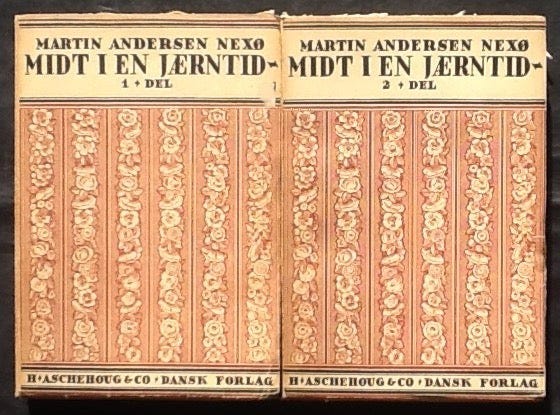 MARTIN ANDERSEN NEXØ
MIDT I EN JÆRNTID-
1 + DEL
H + ASCHEHOUG & CO + DANSK FORLAG
MARTIN ANDERSEN NEXØ
MIDT I EN JÆRNTID-
2 + DEL
H + ASCHEHOUG & CO + DANSK FORLAG